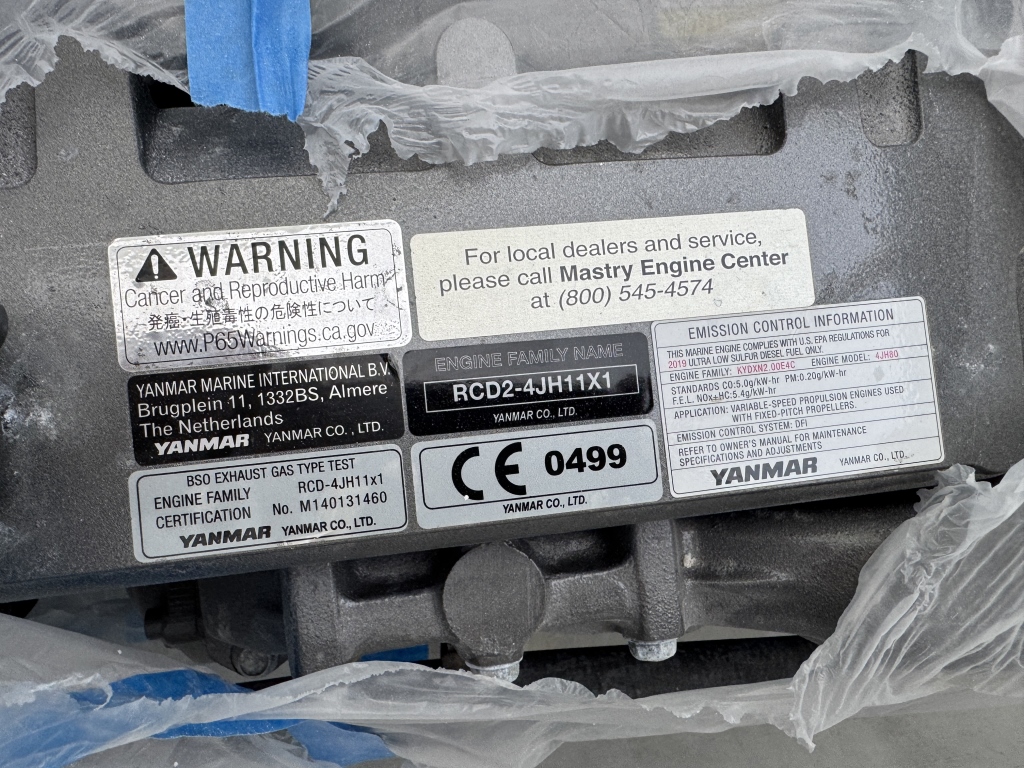 WARNING
Cancer and Reproductive Harm
発癌・生殖毒性の危険性について
www.P65Warnings.ca.gov
For local dealers and service,
please call Mastry Engine Center
at (800) 545-4574
YANMAR MARINE INTERNATIONAL B.V.
Brugplein 11, 1332BS, Almere
The Netherlands
YANMAR YANMAR CO., LTD.
ENGINE FAMILY NAME
RCD2-4JH11X1
YANMAR CO., LTD.
EMISSION CONTROL INFORMATION
THIS MARINE ENGINE COMPLIES WITH U.S. EPA REGULATIONS FOR
2019 ULTRA LOW SULFUR DIESEL FUEL ONLY.
ENGINE FAMILY: KYDXN2.00E4C ENGINE MODEL: 4JH80
STANDARDS CO:5.0g/kW-hr PM:0.20g/kW-hr
F.E.L. NOx+HC:5.4g/kW-hr
APPLICATION: VARIABLE-SPEED PROPULSION ENGINES USED
WITH FIXED-PITCH PROPELLERS.
EMISSION CONTROL SYSTEM: DFI
REFER TO OWNER'S MANUAL FOR MAINTENANCE
SPECIFICATIONS AND ADJUSTMENTS
YANMAR YANMAR CO., LTD.
BSO EXHAUST GAS TYPE TEST
ENGINE FAMILY RCD-4JH11x1
CERTIFICATION No. M140131460
YANMAR YANMAR CO., LTD.
CE 0499
YANMAR CO., LTD.